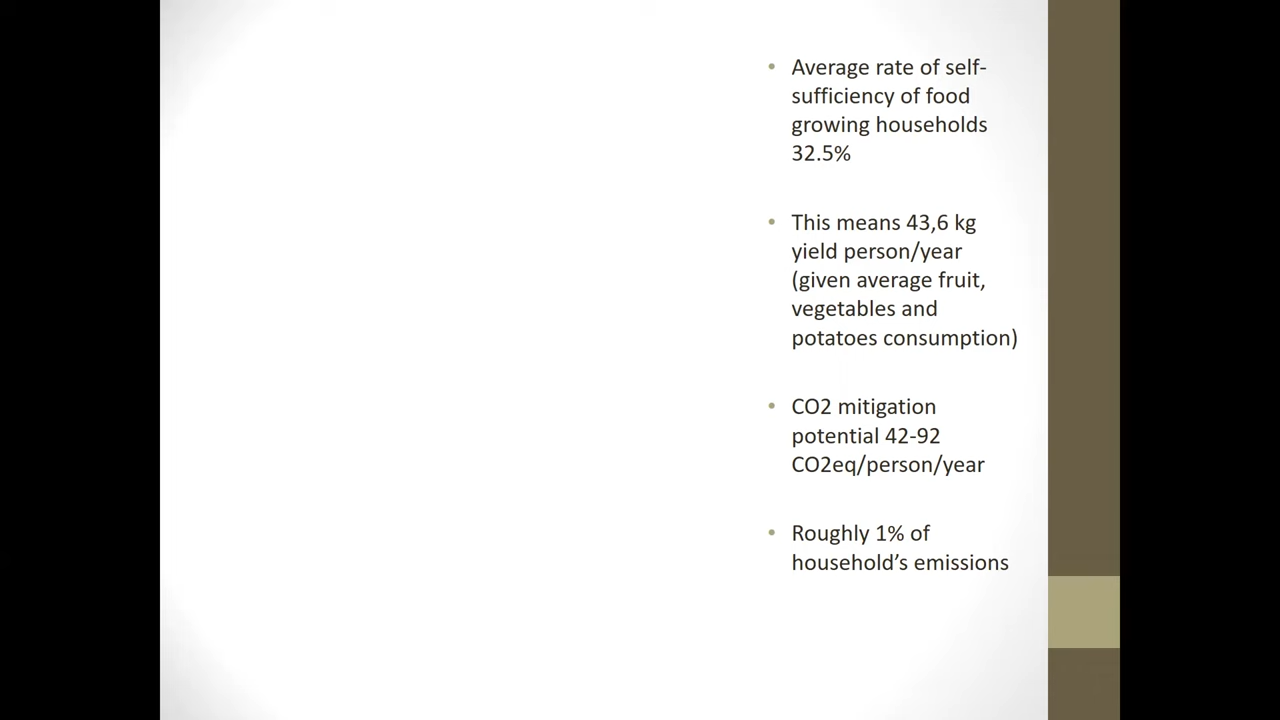 Average rate of self-
sufficiency of food
growing households
32.5%
This means 43,6 kg
yield person/year
(given average fruit,
vegetables and
potatoes consumption)
CO2 mitigation
potential 42-92
CO2eq/person/year
Roughly 1% of
household’s emissions